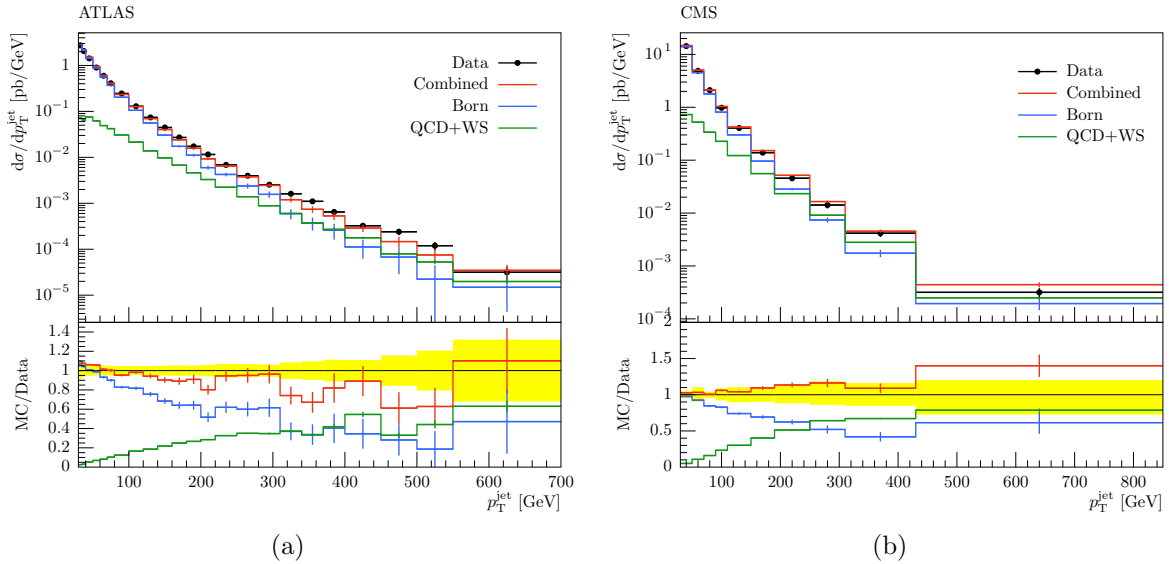 ATLAS
dσ/dp_T^jet [pb/GeV]
1
10^−1
10^−2
10^−3
10^−4
10^−5
Data
Combined
Born
QCD+WS
MC/Data
1.4
1.2
1
0.8
0.6
0.4
0.2
0
100 200 300 400 500 600 700
p_T^jet [GeV]
(a)
CMS
dσ/dp_T^jet [pb/GeV]
10^1
1
10^−1
10^−2
10^−3
10^−4
Data
Combined
Born
QCD+WS
MC/Data
2
1.5
1
0.5
0
100 200 300 400 500 600 700 800
p_T^jet [GeV]
(b)